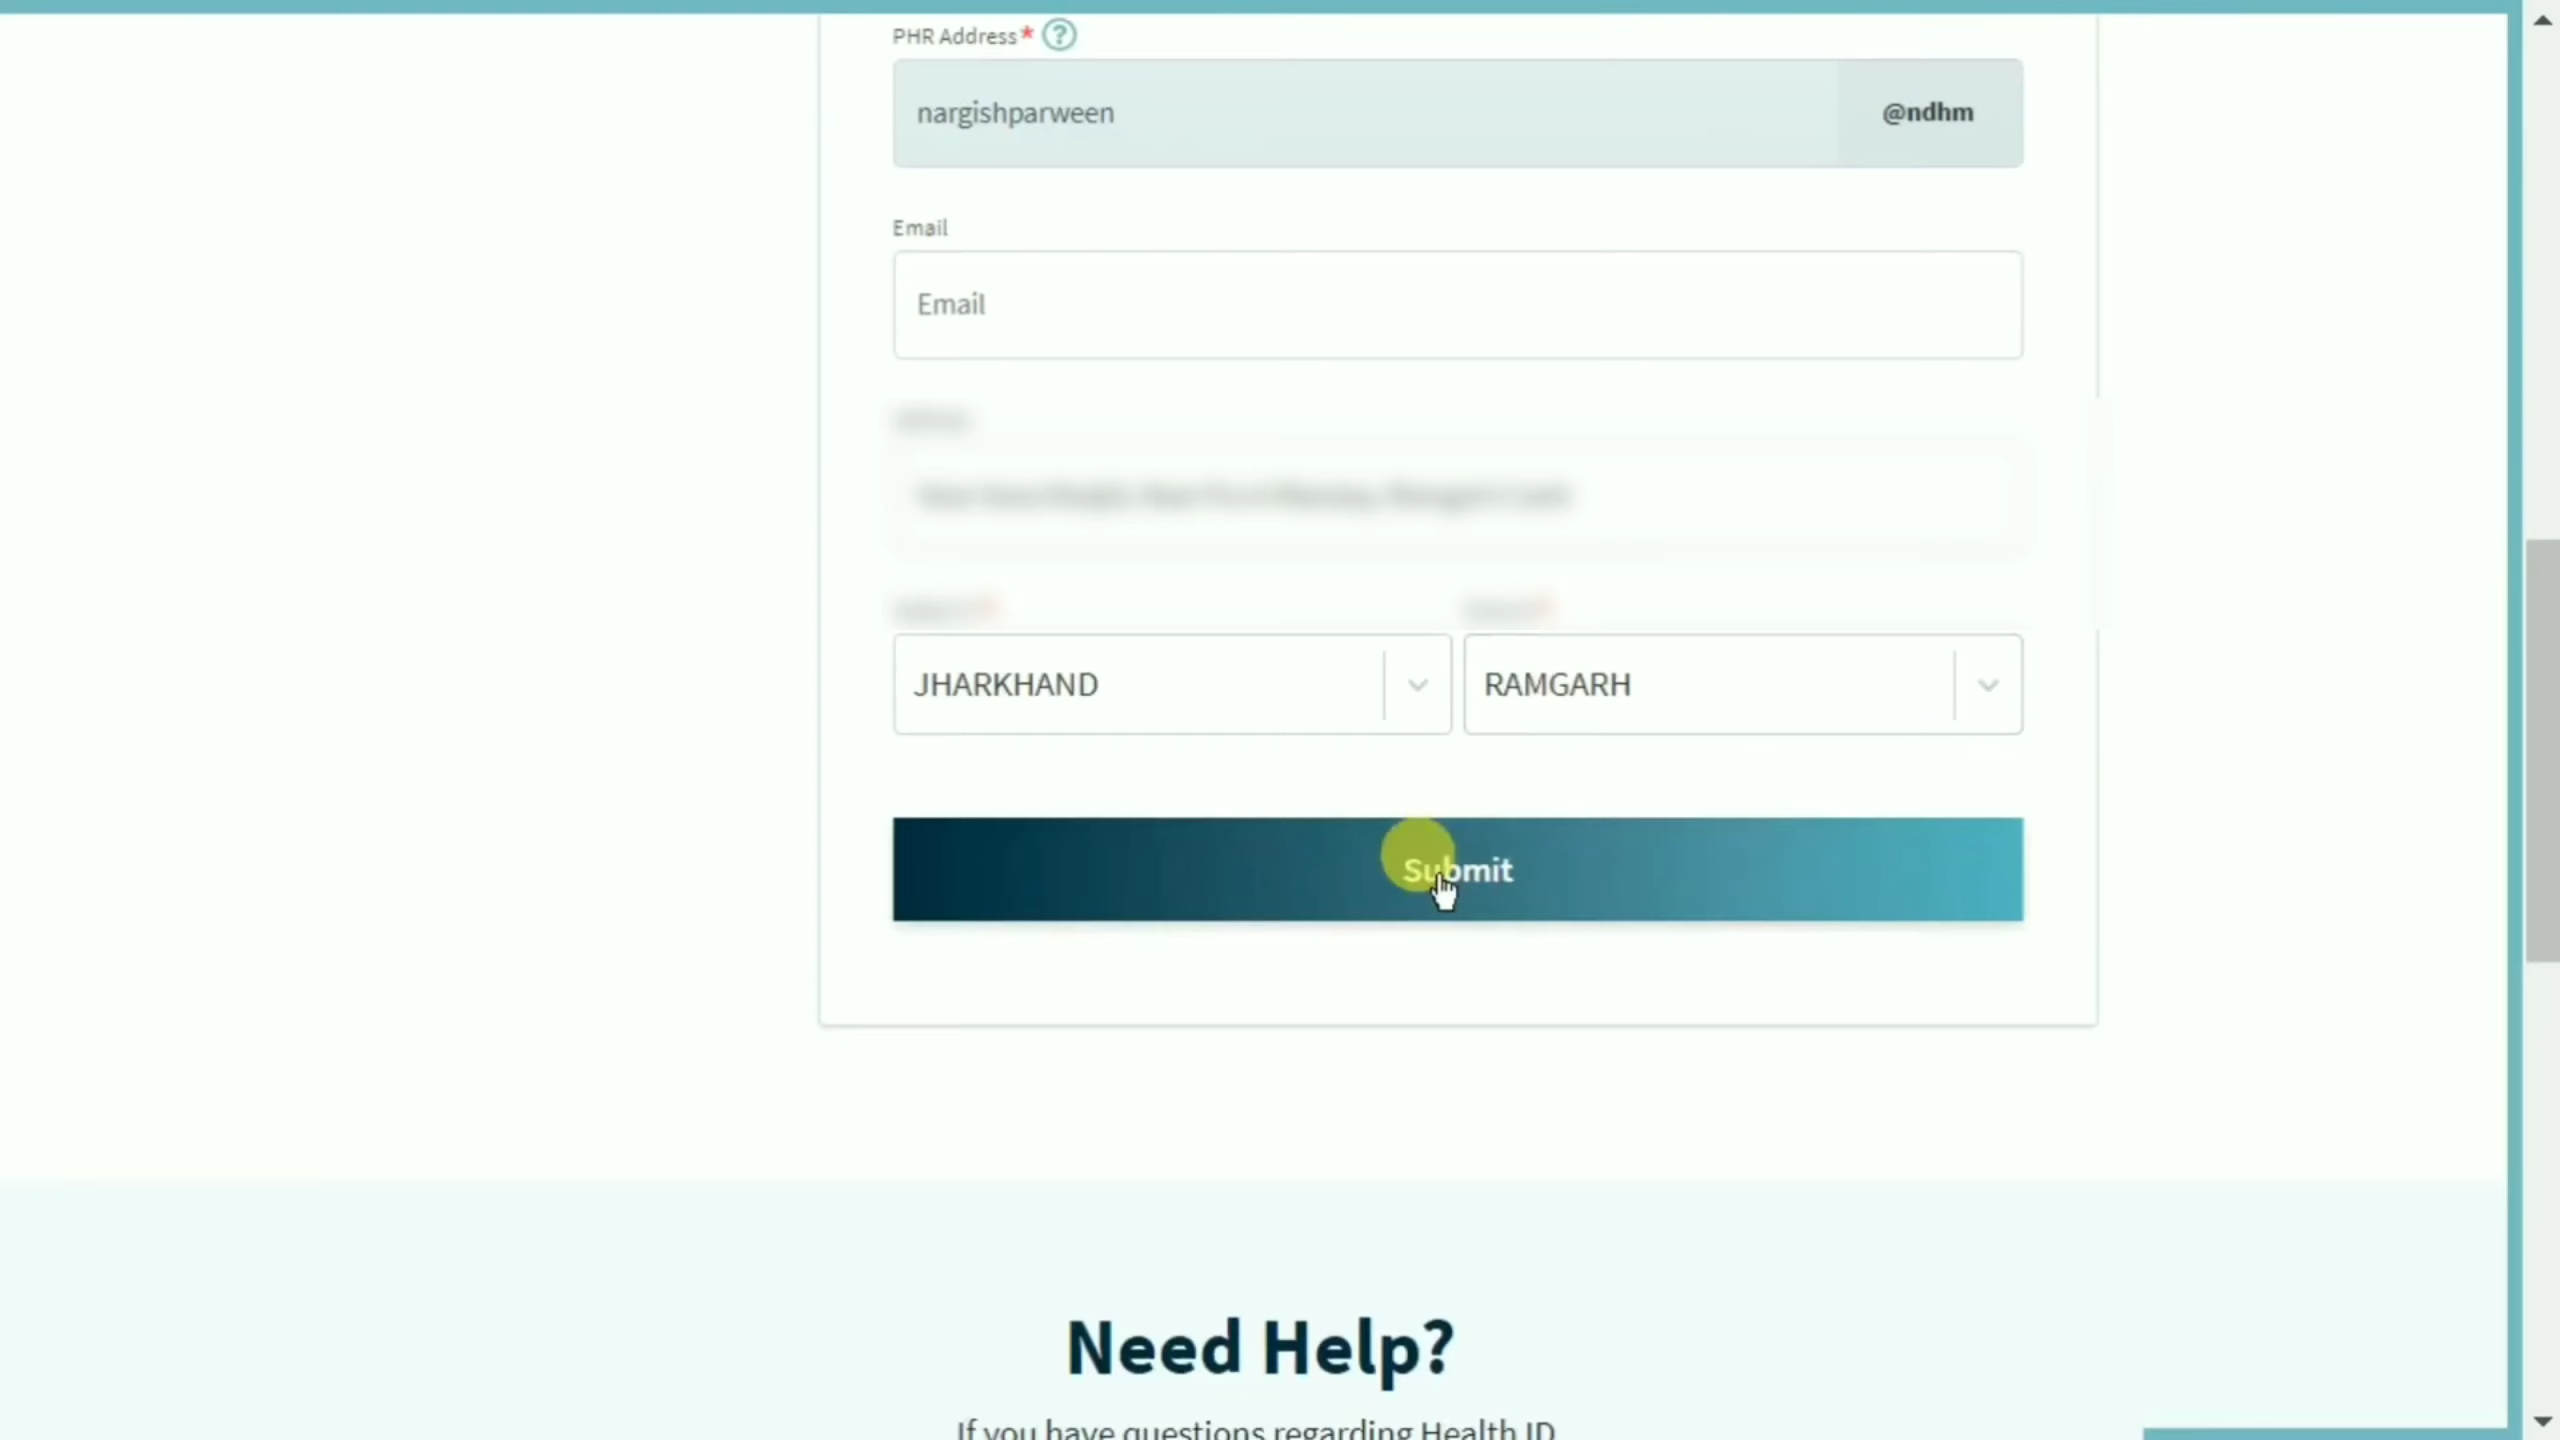 PHR Address* ?
nargishparween @ndhm
Email
Email
JHARKHAND RAMGARH
Submit
Need Help?
If you have questions regarding Health ID